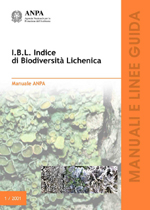 ANPA
I.B.L. Indice
di Biodiversità Lichenica
Manuale ANPA
MANUALI E LINEE GUIDA
1 / 2001